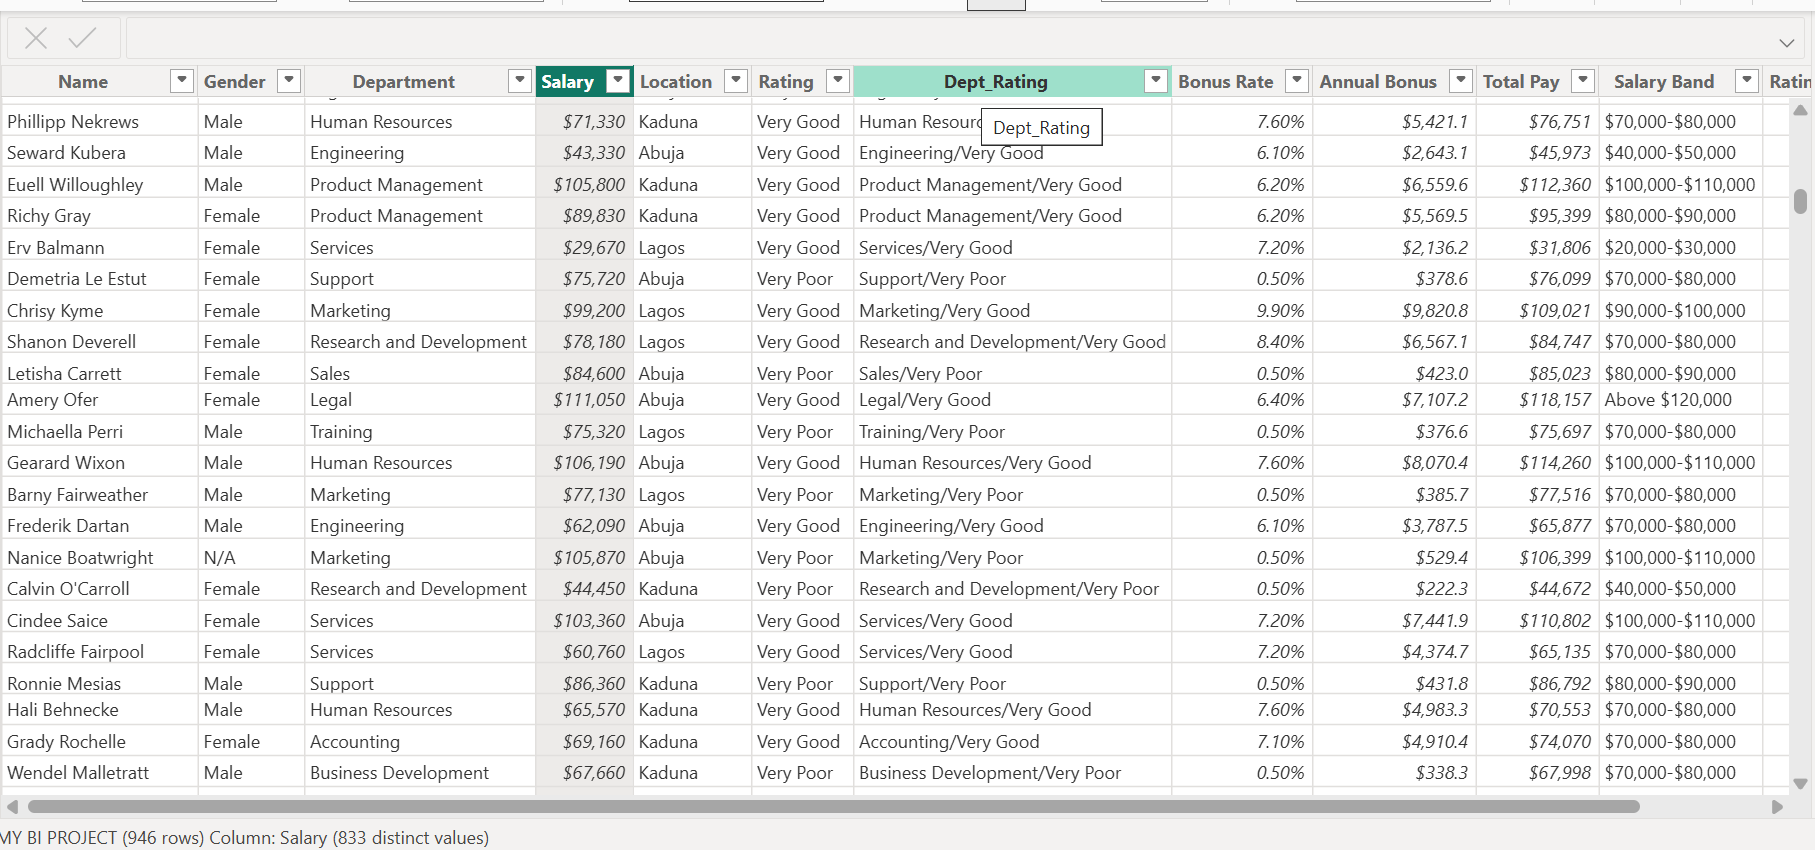 Name Gender Department Salary Location Rating Dept_Rating Bonus Rate Annual Bonus Total Pay Salary Band
Phillipp Nekrews Male Human Resources $71,330 Kaduna Very Good Human $5,421.1 7.60% $76,751 $70,000-$80,000
Dept_Rating
Seward Kubera Male Engineering $43,330 Abuja Very Good Engineering/Very Good 6.10% $2,643.1 $45,973 $40,000-$50,000
Euell Willoughley Male Product Management $105,800 Kaduna Very Good Product Management/Very Good 6.20% $6,559.6 $112,360 $100,000-$110,000
Richy Gray Female Product Management $89,830 Kaduna Very Good Product Management/Very Good 6.20% $5,569.5 $95,399 $80,000-$90,000
Erv Balmann Female Services $29,670 Lagos Very Good Services/Very Good 7.20% $2,136.2 $31,806 $20,000-$30,000
Demetria Le Estut Female Support $75,720 Abuja Very Poor Support/Very Poor 0.50% $378.6 $76,099 $70,000-$80,000
Chrisy Kyme Female Marketing $99,200 Lagos Very Good Marketing/Very Good 9.90% $9,820.8 $109,021 $90,000-$100,000
Shanon Deverell Female Research and Development $78,180 Lagos Very Good Research and Development/Very Good 8.40% $6,567.1 $84,747 $70,000-$80,000
Letisha Carrett Female Sales $84,600 Abuja Very Poor Sales/Very Poor 0.50% $423.0 $85,023 $80,000-$90,000
Amery Ofer Female Legal $111,050 Abuja Very Good Legal/Very Good 6.40% $7,107.2 $118,157 Above $120,000
Michaella Perri Male Training $75,320 Lagos Very Poor Training/Very Poor 0.50% $376.6 $75,697 $70,000-$80,000
Gearard Wixon Male Human Resources $106,190 Abuja Very Good Human Resources/Very Good 7.60% $8,070.4 $114,260 $100,000-$110,000
Barny Fairweather Male Marketing $77,130 Lagos Very Poor Marketing/Very Poor 0.50% $385.7 $77,516 $70,000-$80,000
Frederik Dartan Male Engineering $62,090 Abuja Very Good Engineering/Very Good 6.10% $3,787.5 $65,877 $70,000-$80,000
Nanice Boatwright N/A Marketing $105,870 Abuja Very Poor Marketing/Very Poor 0.50% $529.4 $106,399 $100,000-$110,000
Calvin O'Carroll Female Research and Development $44,450 Kaduna Very Poor Research and Development/Very Poor 0.50% $222.3 $44,672 $40,000-$50,000
Cindee Saice Female Services $103,360 Abuja Very Good Services/Very Good 7.20% $7,441.9 $110,802 $100,000-$110,000
Radcliffe Fairpool Female Services $60,760 Lagos Very Good Services/Very Good 7.20% $4,374.7 $65,135 $70,000-$80,000
Ronnie Mesias Male Support $86,360 Kaduna Very Poor Support/Very Poor 0.50% $431.8 $86,792 $80,000-$90,000
Hali Behnecke Male Human Resources $65,570 Kaduna Very Good Human Resources/Very Good 7.60% $4,983.3 $70,553 $70,000-$80,000
Grady Rochelle Female Accounting $69,160 Kaduna Very Good Accounting/Very Good 7.10% $4,910.4 $74,070 $70,000-$80,000
Wendel Malletratt Male Business Development $67,660 Kaduna Very Poor Business Development/Very Poor 0.50% $338.3 $67,998 $70,000-$80,000
MY BI PROJECT (946 rows) Column: Salary (833 distinct values)